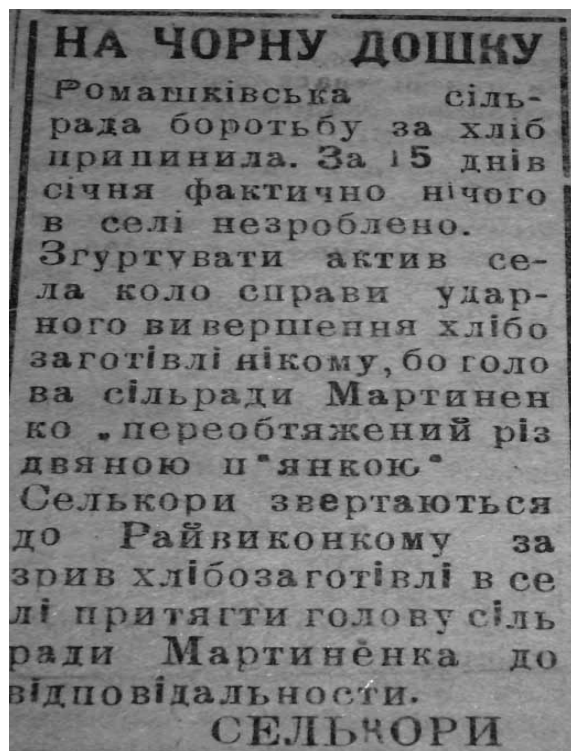 НА ЧОРНУ ДОШКУ
Ромашківська сіль-
рада боротьбу за хліб
припинила. За 15 днів
січня фактично нічого
в селі незроблено.
Згуртувати актив се-
ла коло справи удар-
ного вивершення хлібо
заготівлі нікому, бо голо
ва сільради Мартинен
ко „переобтяжений різ
двяною п"янкою"
Селькори звертаються
до Райвиконкому за
зрив хлібозаготівлі в се
лі притягти голову сіль
ради Мартиненка до
відповідальности.
СЕЛЬКОРИ